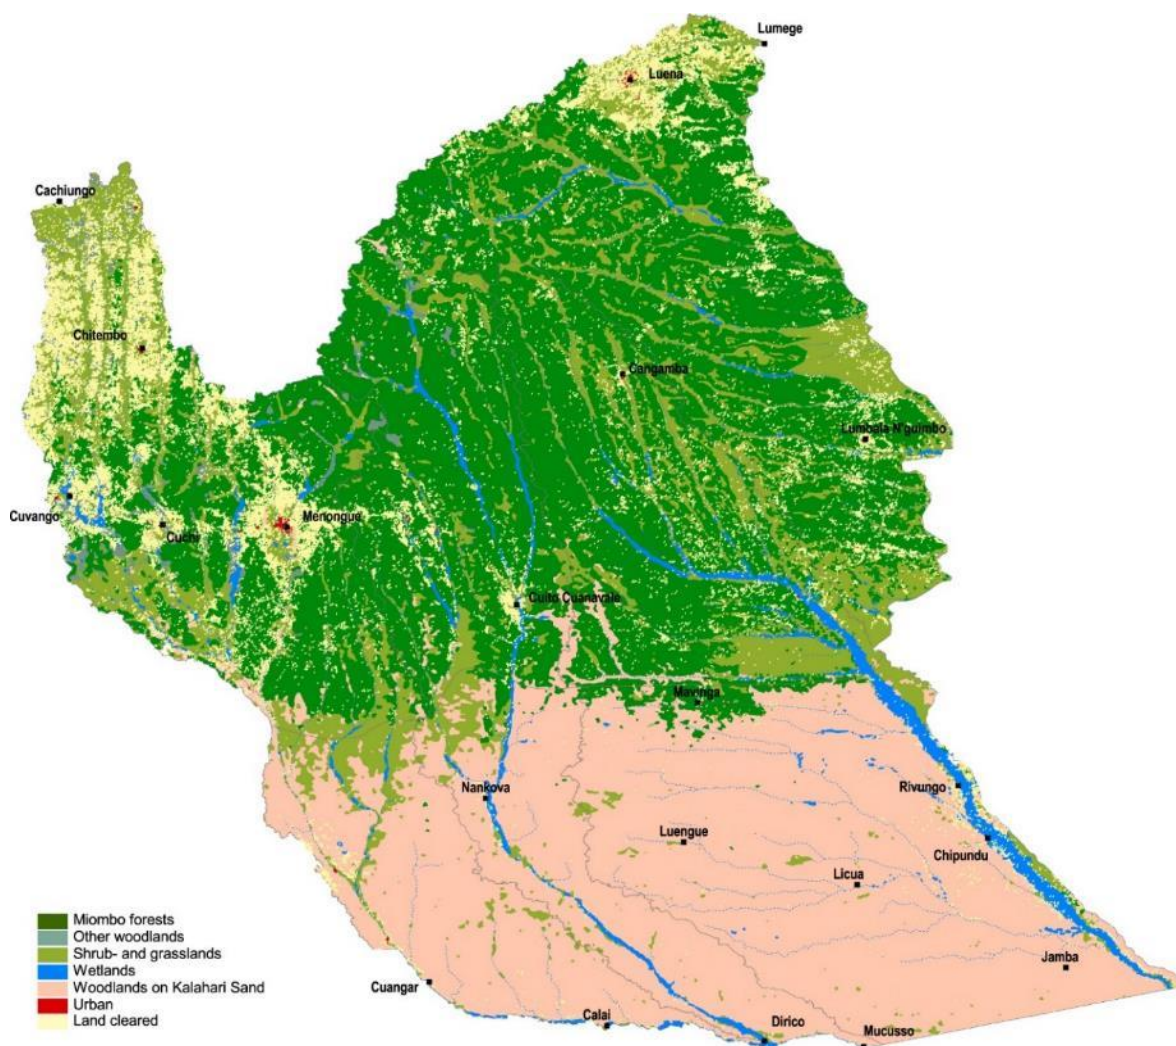 Lumege
Luena
Cachiungo
Chitembo
Cangamba
Lumbala N'guimbo
Cuvango
Menongue
Cuchi
Cuito Cuanavale
Mavinga
Rivungo
Nankova
Luengue
Chipundu
Licua
Jamba
Cuangar
Calai
Dirico
Mucusso
Miombo forests
Other woodlands
Shrub- and grasslands
Wetlands
Woodlands on Kalahari Sand
Urban
Land cleared